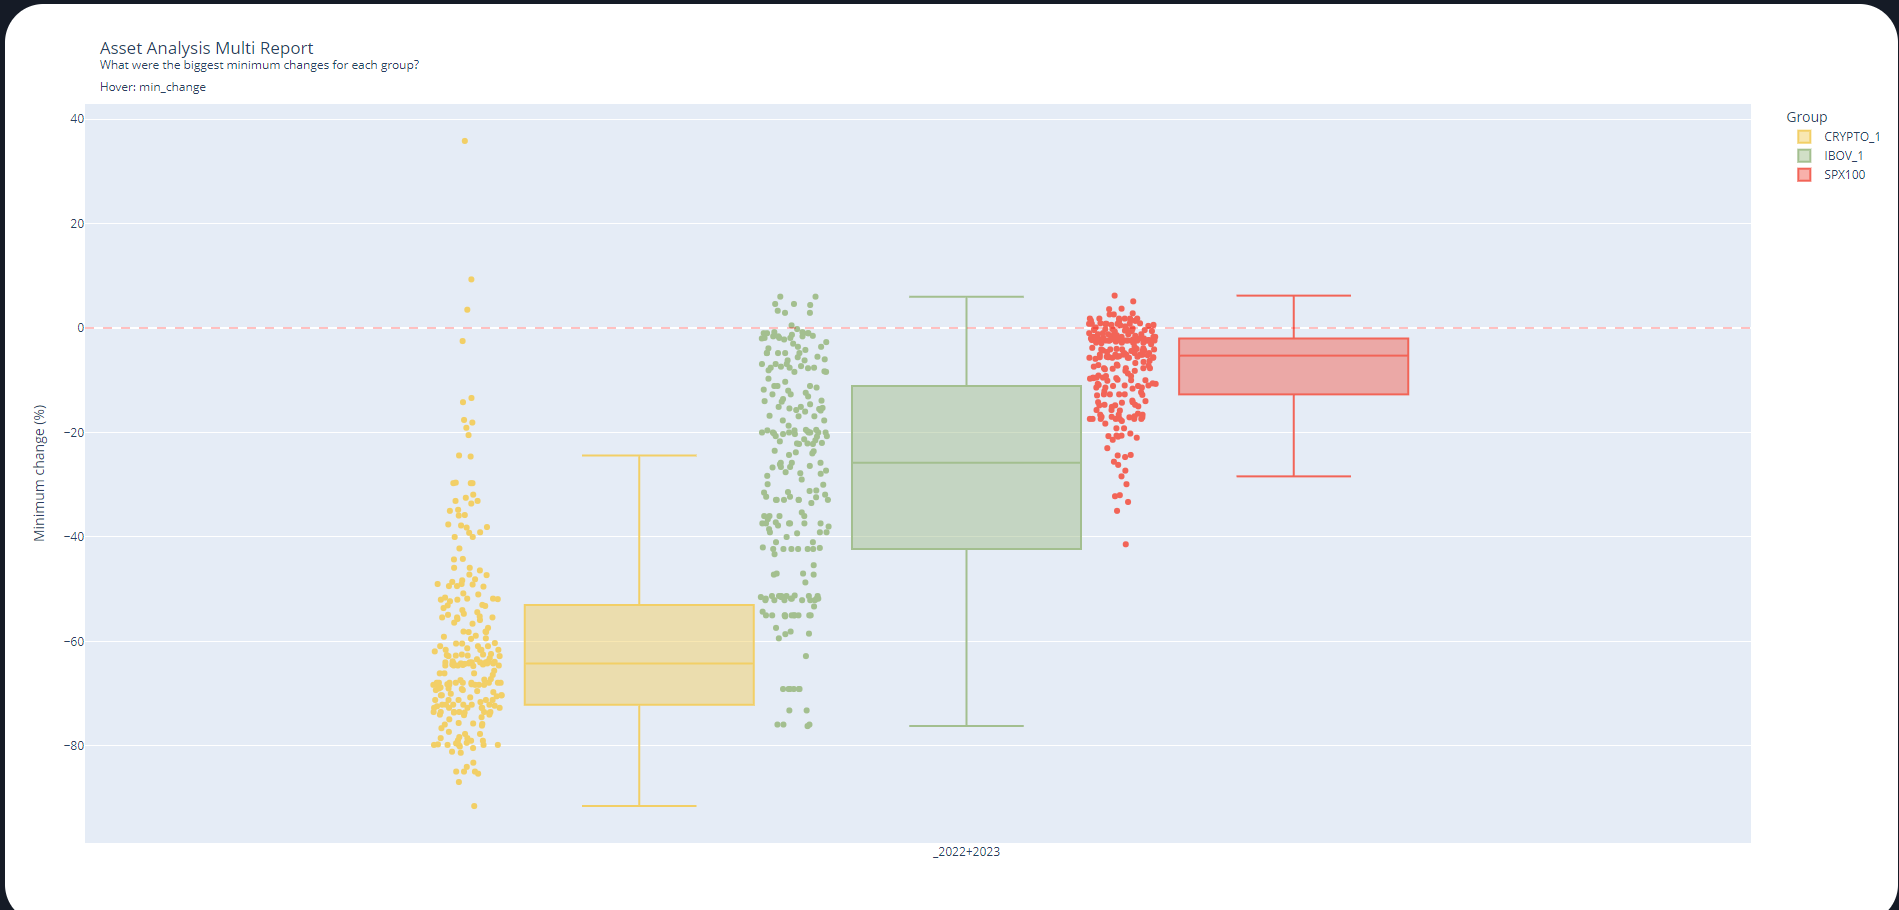 Asset Analysis Multi Report
What were the biggest minimum changes for each group?
Hover: min_change
Group
CRYPTO_1
IBOV_1
SPX100
40
20
0
−20
−40
−60
−80
Minimum change (%)
_2022+2023